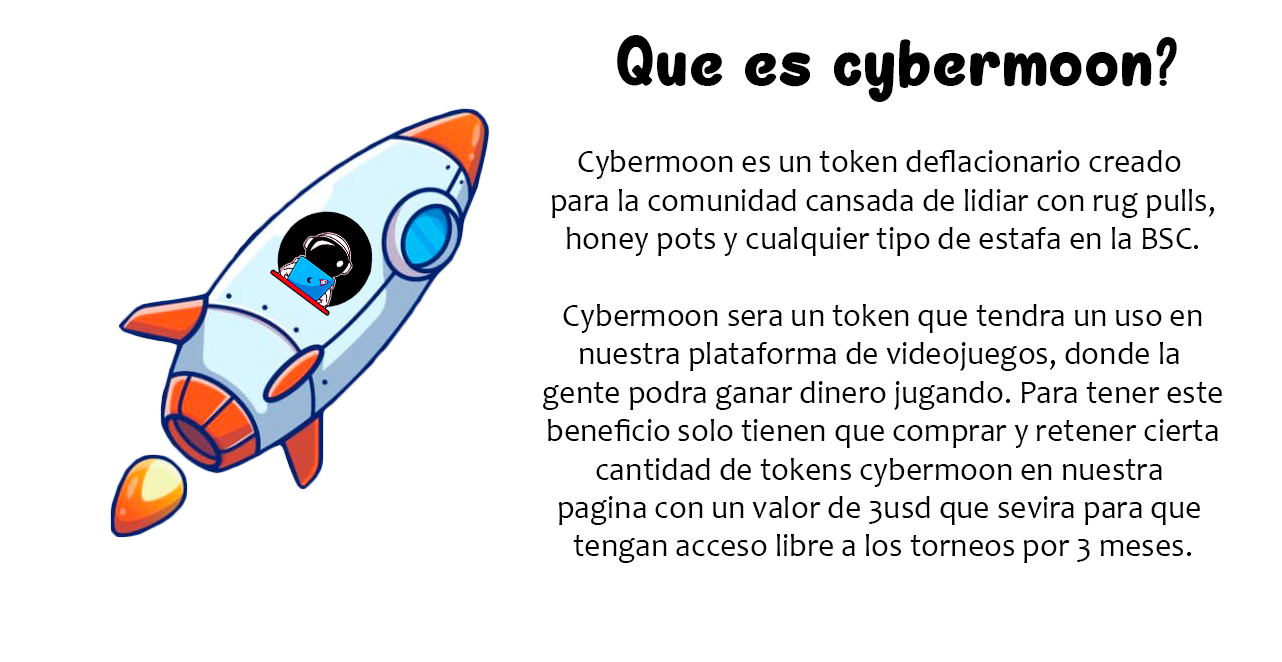 Que es cybermoon?
Cybermoon es un token deflacionario creado
para la comunidad cansada de lidiar con rug pulls,
honey pots y cualquier tipo de estafa en la BSC.
Cybermoon sera un token que tendra un uso en
nuestra plataforma de videojuegos, donde la
gente podra ganar dinero jugando. Para tener este
beneficio solo tienen que comprar y retener cierta
cantidad de tokens cybermoon en nuestra
pagina con un valor de 3usd que sevira para que
tengan acceso libre a los torneos por 3 meses.